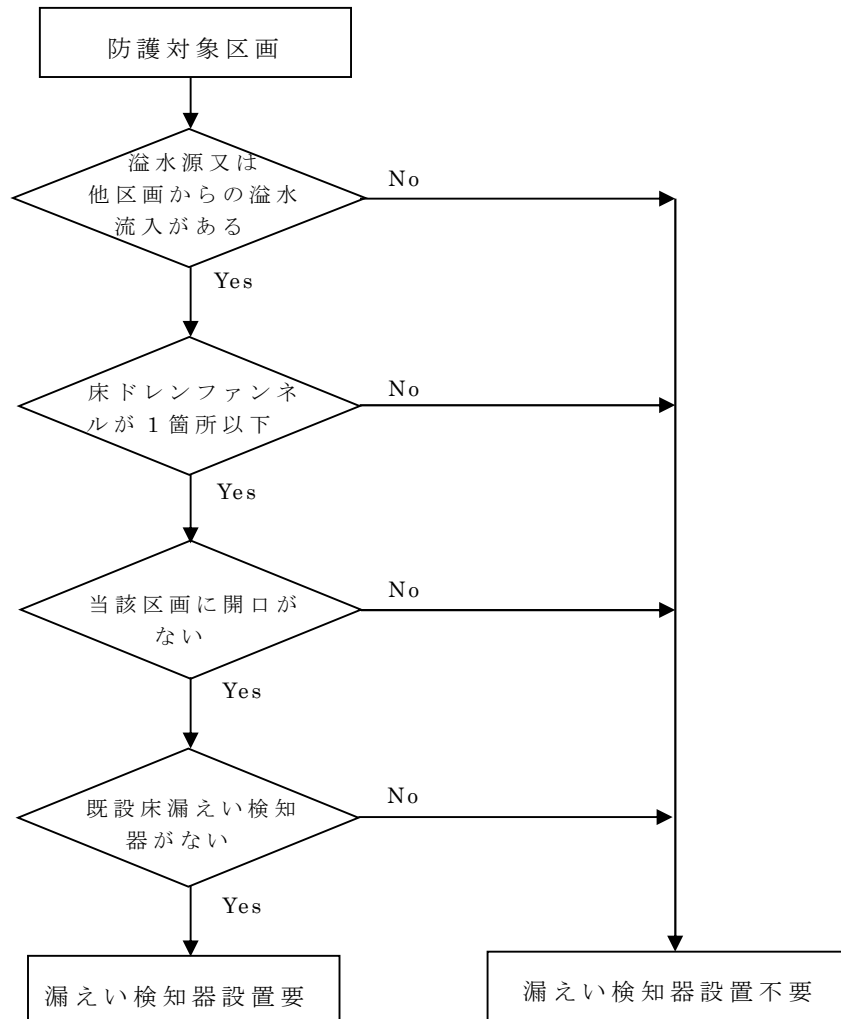 防護対象区画
溢水源又は
他区画からの溢水
流入がある
No
Yes
床ドレンファンネ
ルが1箇所以下
No
Yes
当該区画に開口が
ない
No
Yes
既設床漏えい検知
器がない
No
Yes
漏えい検知器設置要
漏えい検知器設置不要